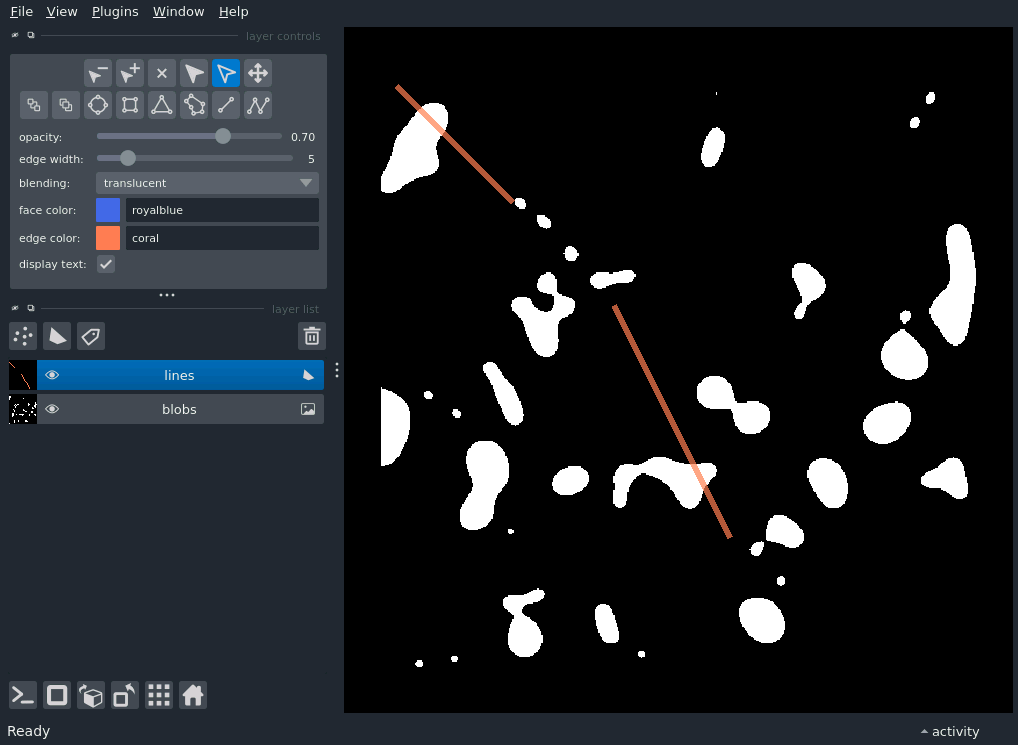 File View Plugins Window Help
layer controls
opacity: 0.70
edge width: 5
blending: translucent
face color: royalblue
edge color: coral
display text:
layer list
lines
blobs
Ready activity